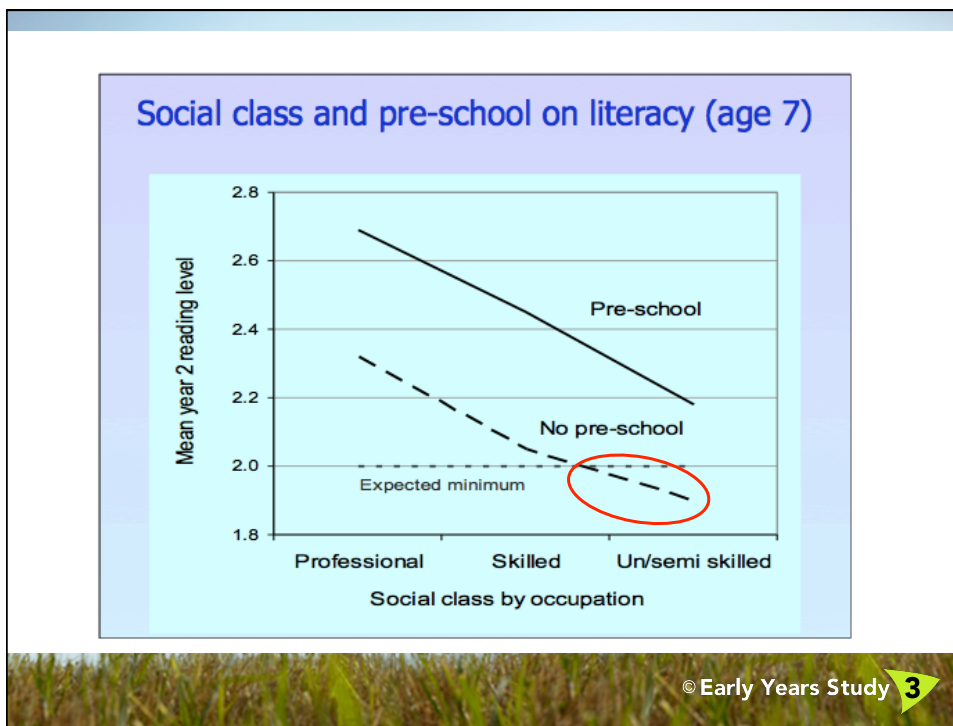 Social class and pre-school on literacy (age 7)
2.8
2.6
2.4
2.2
2.0
1.8
Mean year 2 reading level
Pre-school
No pre-school
Expected minimum
Professional Skilled Un/semi skilled
Social class by occupation
© Early Years Study 3